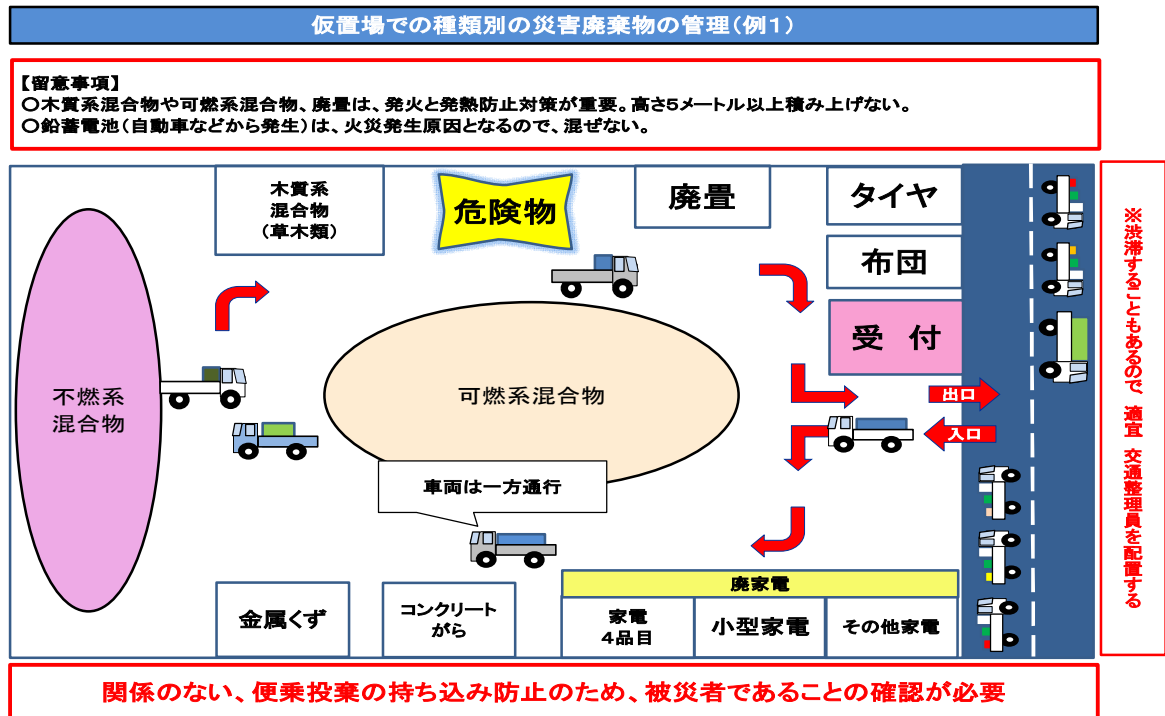 仮置場での種類別の災害廃棄物の管理(例1)
【留意事項】
○木質系混合物や可燃系混合物、廃畳は、発火と発熱防止対策が重要。高さ5メートル以上積み上げない。
○鉛蓄電池(自動車などから発生)は、火災発生原因となるので、混ぜない。
木質系
混合物
(草木類)
危険物
廃畳
タイヤ
布団
受 付
出口
入口
不燃系
混合物
可燃系混合物
車両は一方通行
金属くず
コンクリート
がら
廃家電
家電
4品目
小型家電
その他家電
※渋滞することもあるので、適宜 交通整理員を配置する
関係のない、便乗投棄の持ち込み防止のため、被災者であることの確認が必要